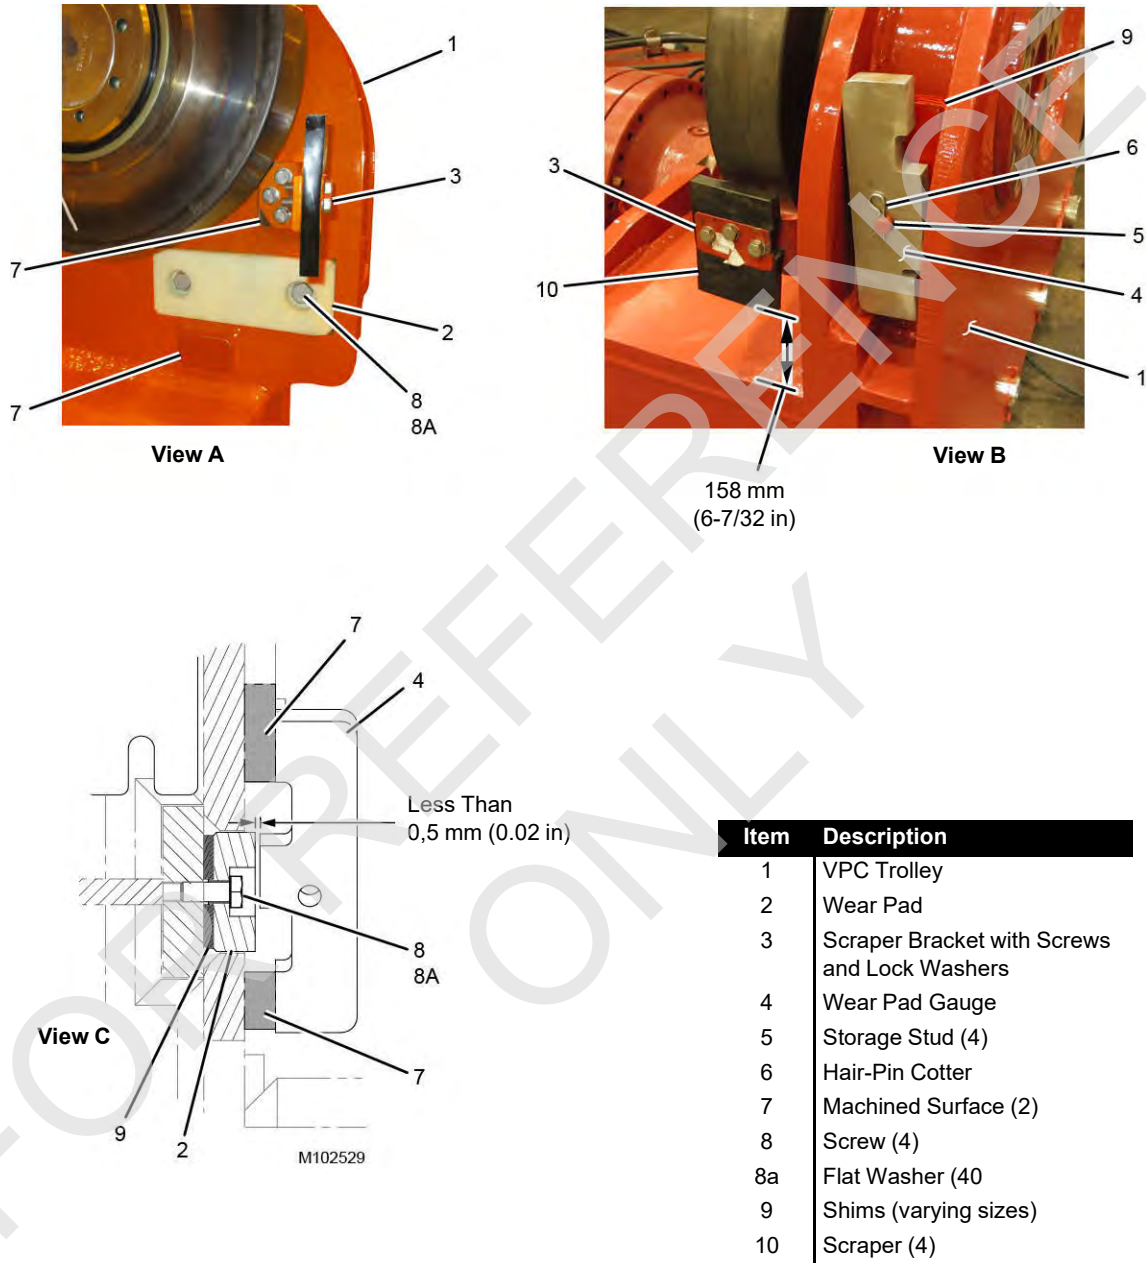 1
3
7
2
7
8
8A
View A
9
6
3
5
10
4
1
View B
158 mm
(6-7/32 in)
7
4
Less Than
0,5 mm (0.02 in)
8
8A
View C
7
9
2
M102529
Item Description
1 VPC Trolley
2 Wear Pad
3 Scraper Bracket with Screws
and Lock Washers
4 Wear Pad Gauge
5 Storage Stud (4)
6 Hair-Pin Cotter
7 Machined Surface (2)
8 Screw (4)
8a Flat Washer (40
9 Shims (varying sizes)
10 Scraper (4)
FOR REFERENCE
ONLY